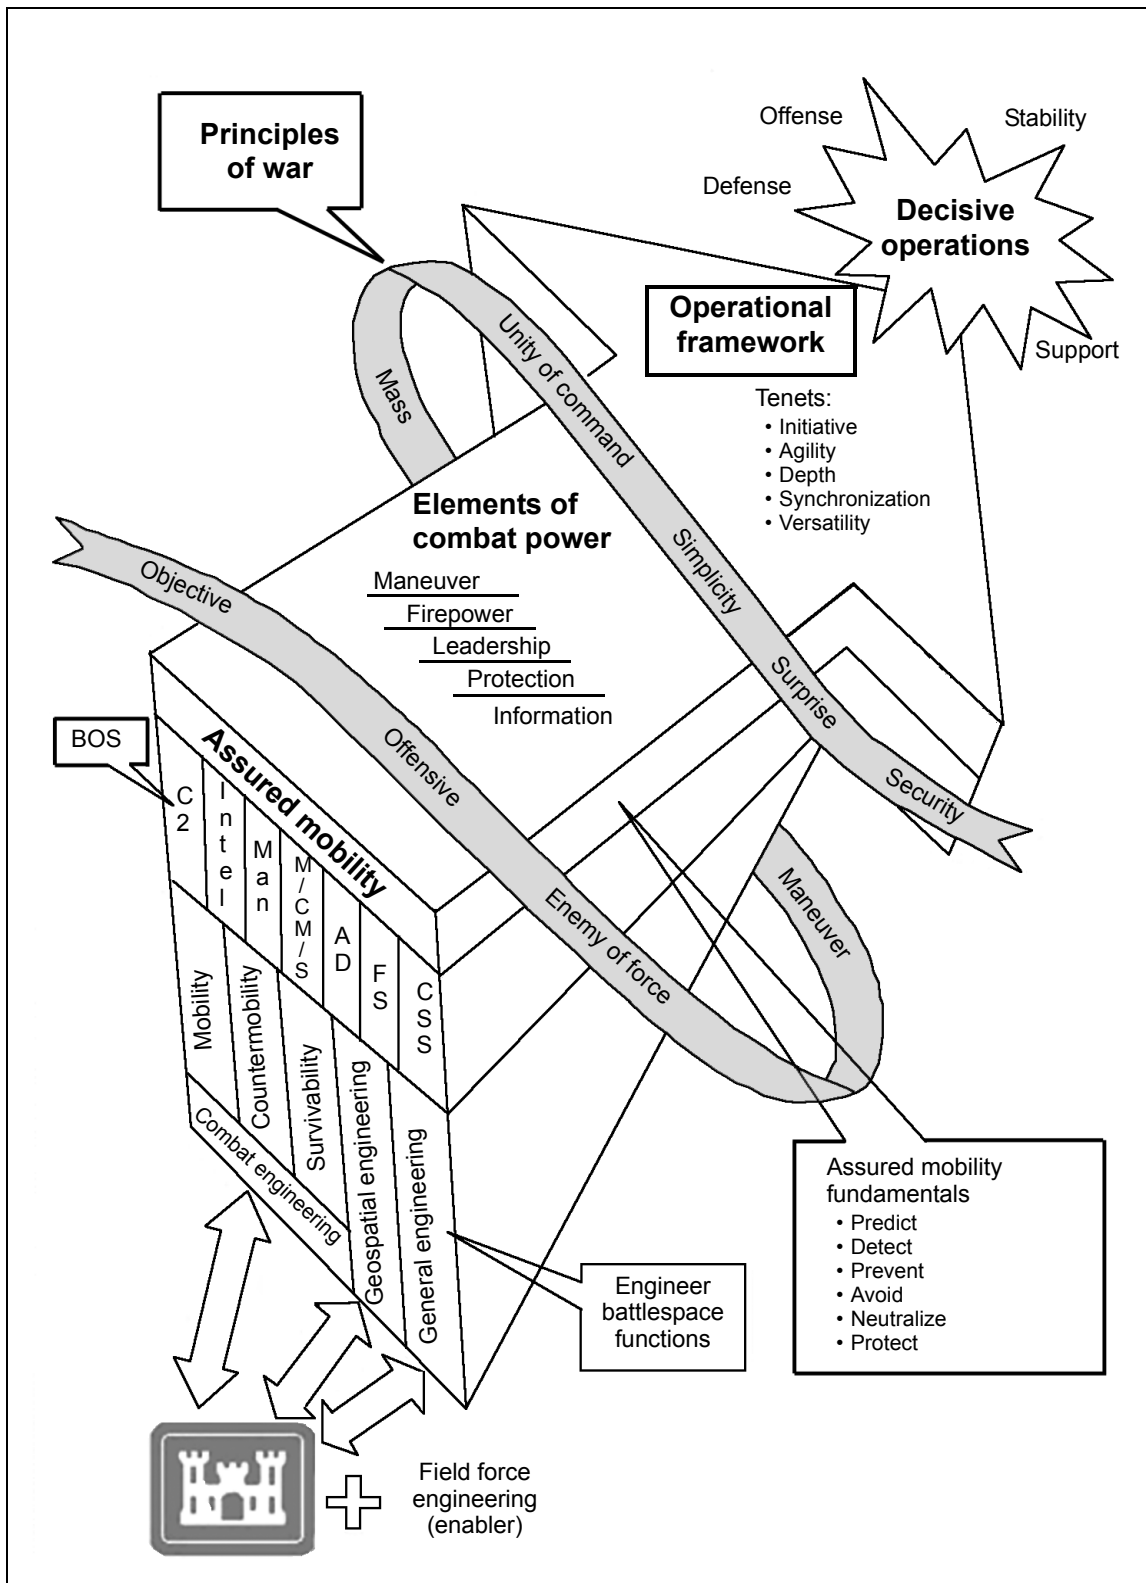 Principles
of war
Offense
Stability
Defense
Decisive
operations
Support
Operational
framework
Tenets:
• Initiative
• Agility
• Depth
• Synchronization
• Versatility
Mass
Unity of command
Simplicity
Surprise
Security
Elements of
combat power
Maneuver
Firepower
Leadership
Protection
Information
Objective
Offensive
Enemy of force
Maneuver
BOS
Assured mobility
C2
Intel
Man
M/CM/S
AD
FS
CSS
Mobility
Countermobility
Survivability
Geospatial engineering
General engineering
Combat engineering
Engineer
battlespace
functions
Assured mobility
fundamentals
• Predict
• Detect
• Prevent
• Avoid
• Neutralize
• Protect
Field force
engineering
(enabler)